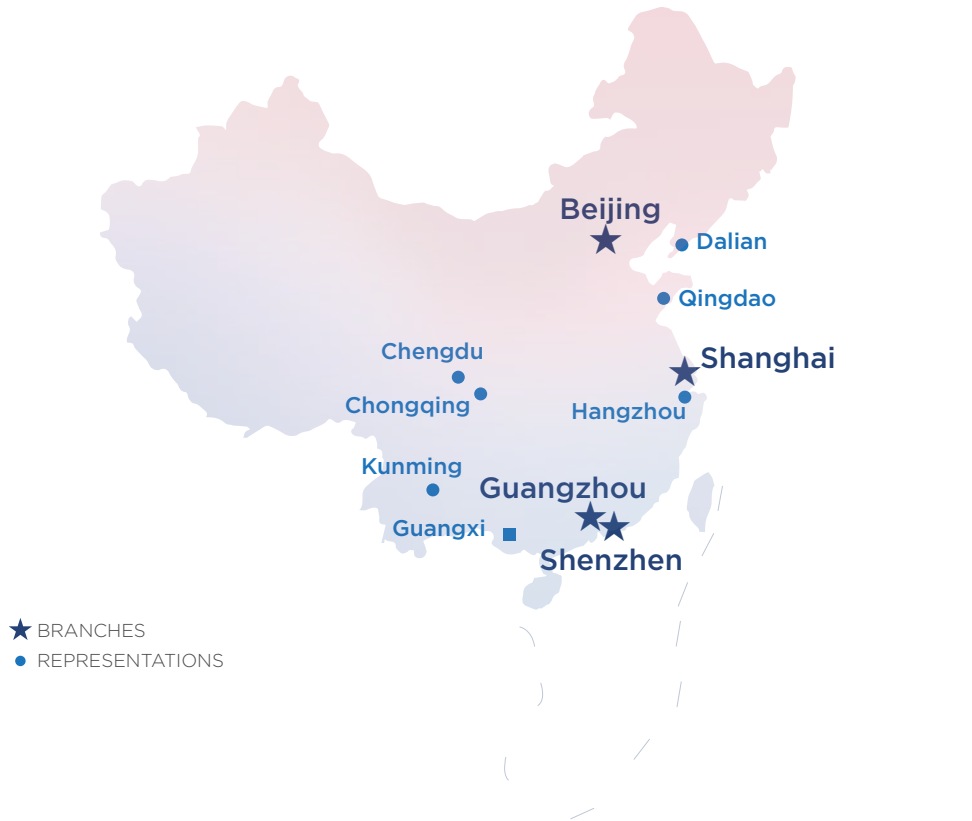 Beijing
Dalian
Qingdao
Chengdu
Shanghai
Chongqing
Hangzhou
Kunming
Guangzhou
Guangxi
Shenzhen
BRANCHES
REPRESENTATIONS